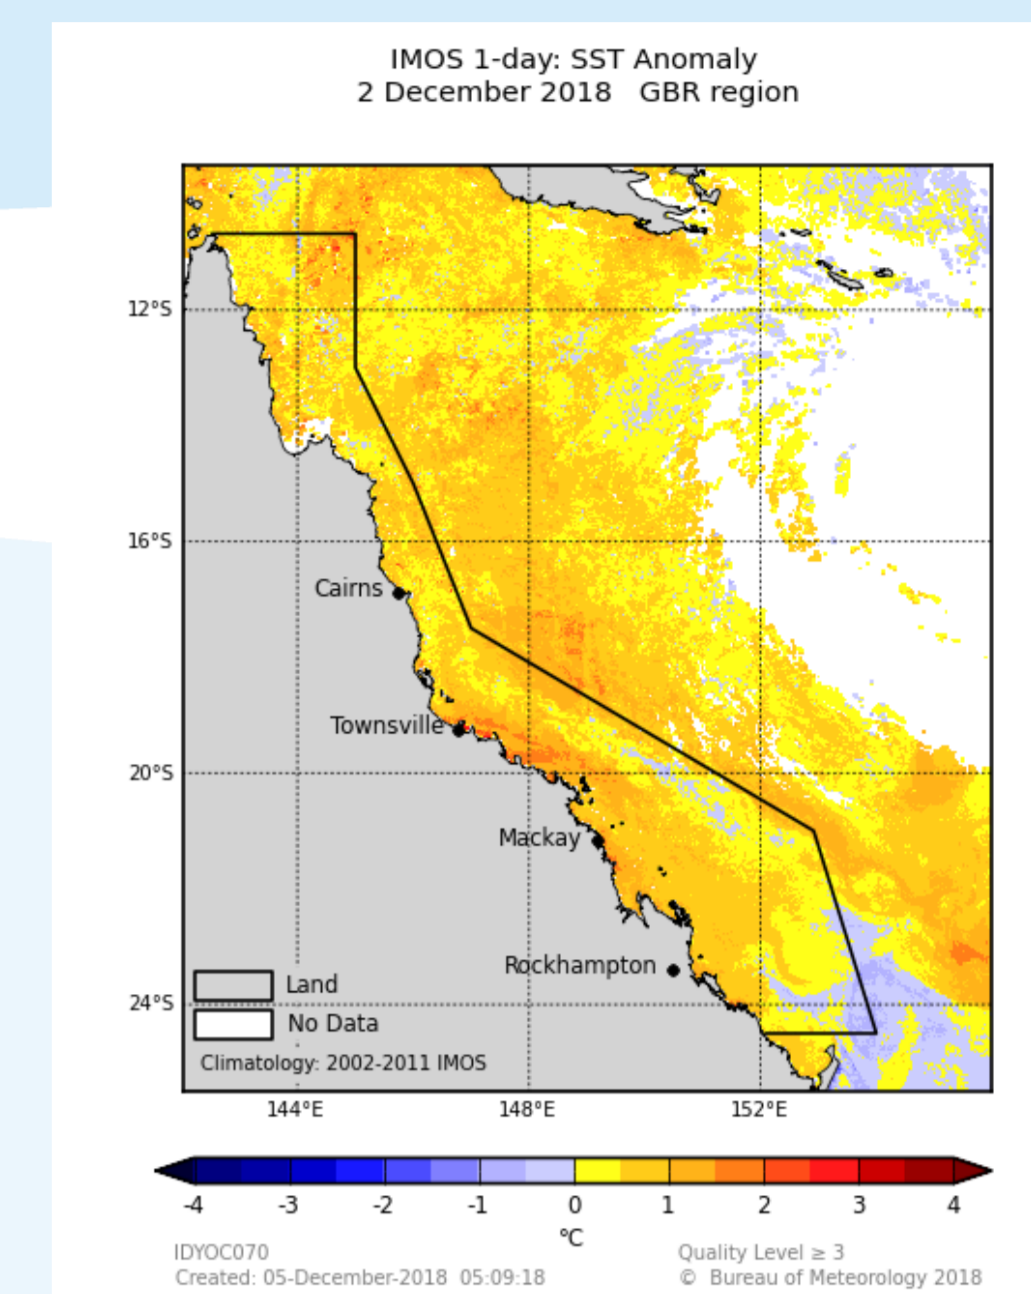 IMOS 1-day: SST Anomaly
2 December 2018 GBR region
12°S
16°S
Cairns
Townsville
20°S
Mackay
Rockhampton
Land
24°S
No Data
Climatology: 2002-2011 IMOS
144°E 148°E 152°E
-4 -3 -2 -1 0 1 2 3 4
°C
IDYOC070 Quality Level ≥ 3
Created: 05-December-2018 05:09:18 © Bureau of Meteorology 2018